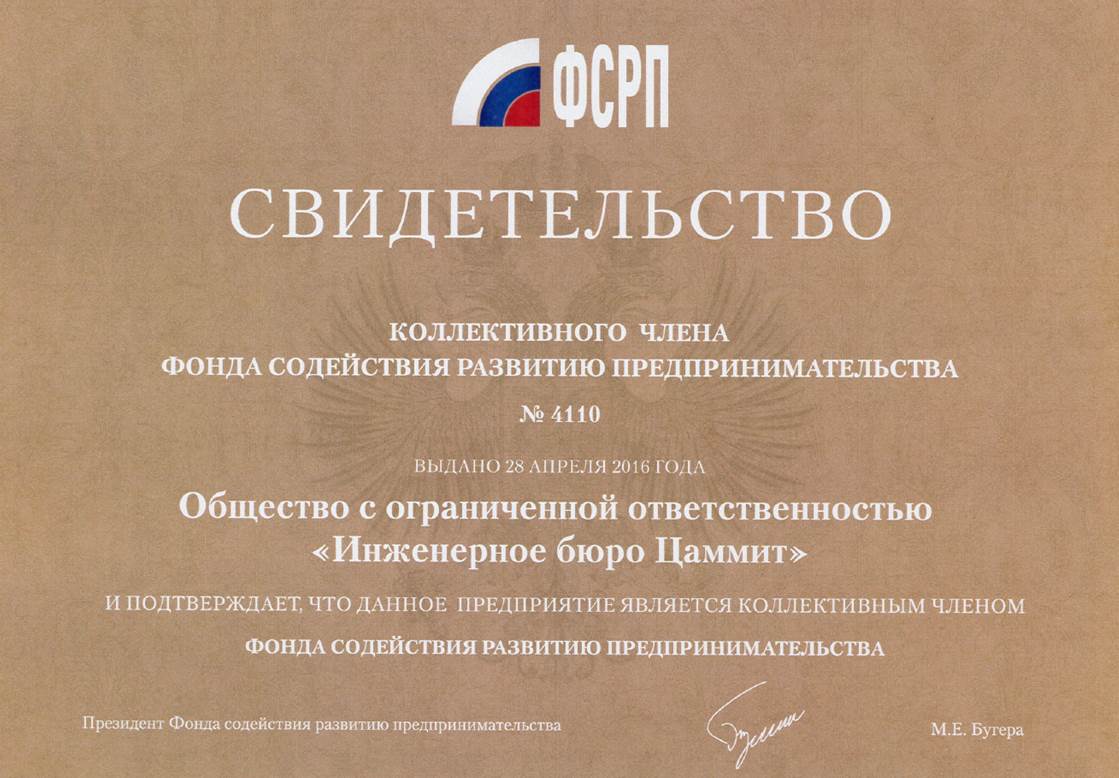 ФСРП
СВИДЕТЕЛЬСТВО
КОЛЛЕКТИВНОГО ЧЛЕНА
ФОНДА СОДЕЙСТВИЯ РАЗВИТИЮ ПРЕДПРИНИМАТЕЛЬСТВА
№ 4110
ВЫДАНО 28 АПРЕЛЯ 2016 ГОДА
Общество с ограниченной ответственностью
«Инженерное бюро Цаммит»
И ПОДТВЕРЖДАЕТ, ЧТО ДАННОЕ ПРЕДПРИЯТИЕ ЯВЛЯЕТСЯ КОЛЛЕКТИВНЫМ ЧЛЕНОМ
ФОНДА СОДЕЙСТВИЯ РАЗВИТИЮ ПРЕДПРИНИМАТЕЛЬСТВА
Президент Фонда содействия развитию предпринимательства
М.Е. Бугера